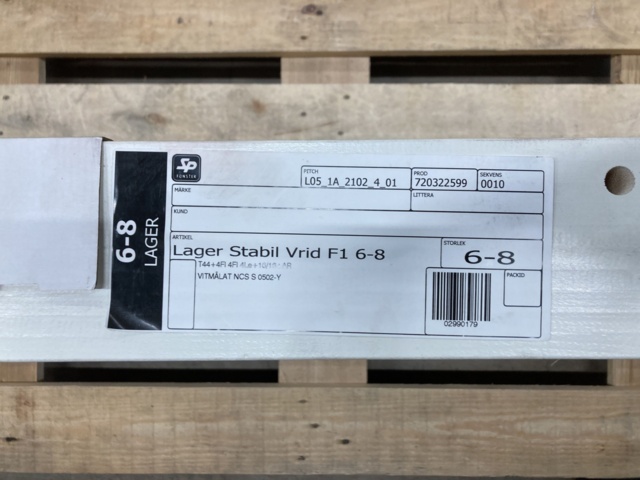 6-8
LAGER
SP
FÖNSTER
FITCH
L05_1A_2102_4_01
PROD
720322599
SEKVENS
0010
MÄRKE
LITTERA
KUND
ARTIKEL
Lager Stabil Vrid F1 6-8
STORLEK
6-8
VITMÅLAT NCS S 0502-Y
PACKID
02990179